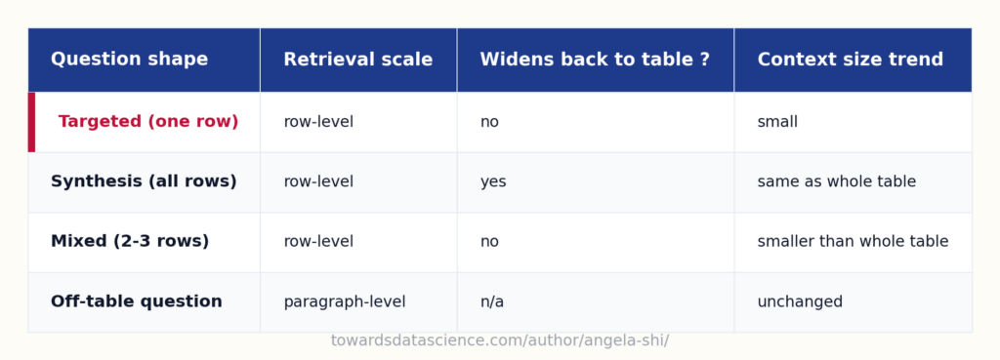 Question shape Retrieval scale Widens back to table ? Context size trend
Targeted (one row) row-level no small
Synthesis (all rows) row-level yes same as whole table
Mixed (2-3 rows) row-level no smaller than whole table
Off-table question paragraph-level n/a unchanged
towardsdatascience.com/author/angela-shi/